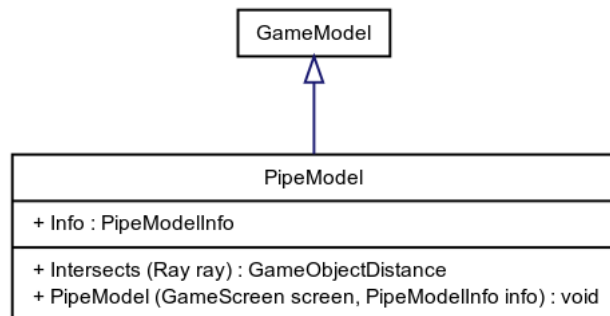 GameModel
PipeModel
+ Info : PipeModelInfo
+ Intersects (Ray ray) : GameObjectDistance
+ PipeModel (GameScreen screen, PipeModelInfo info) : void